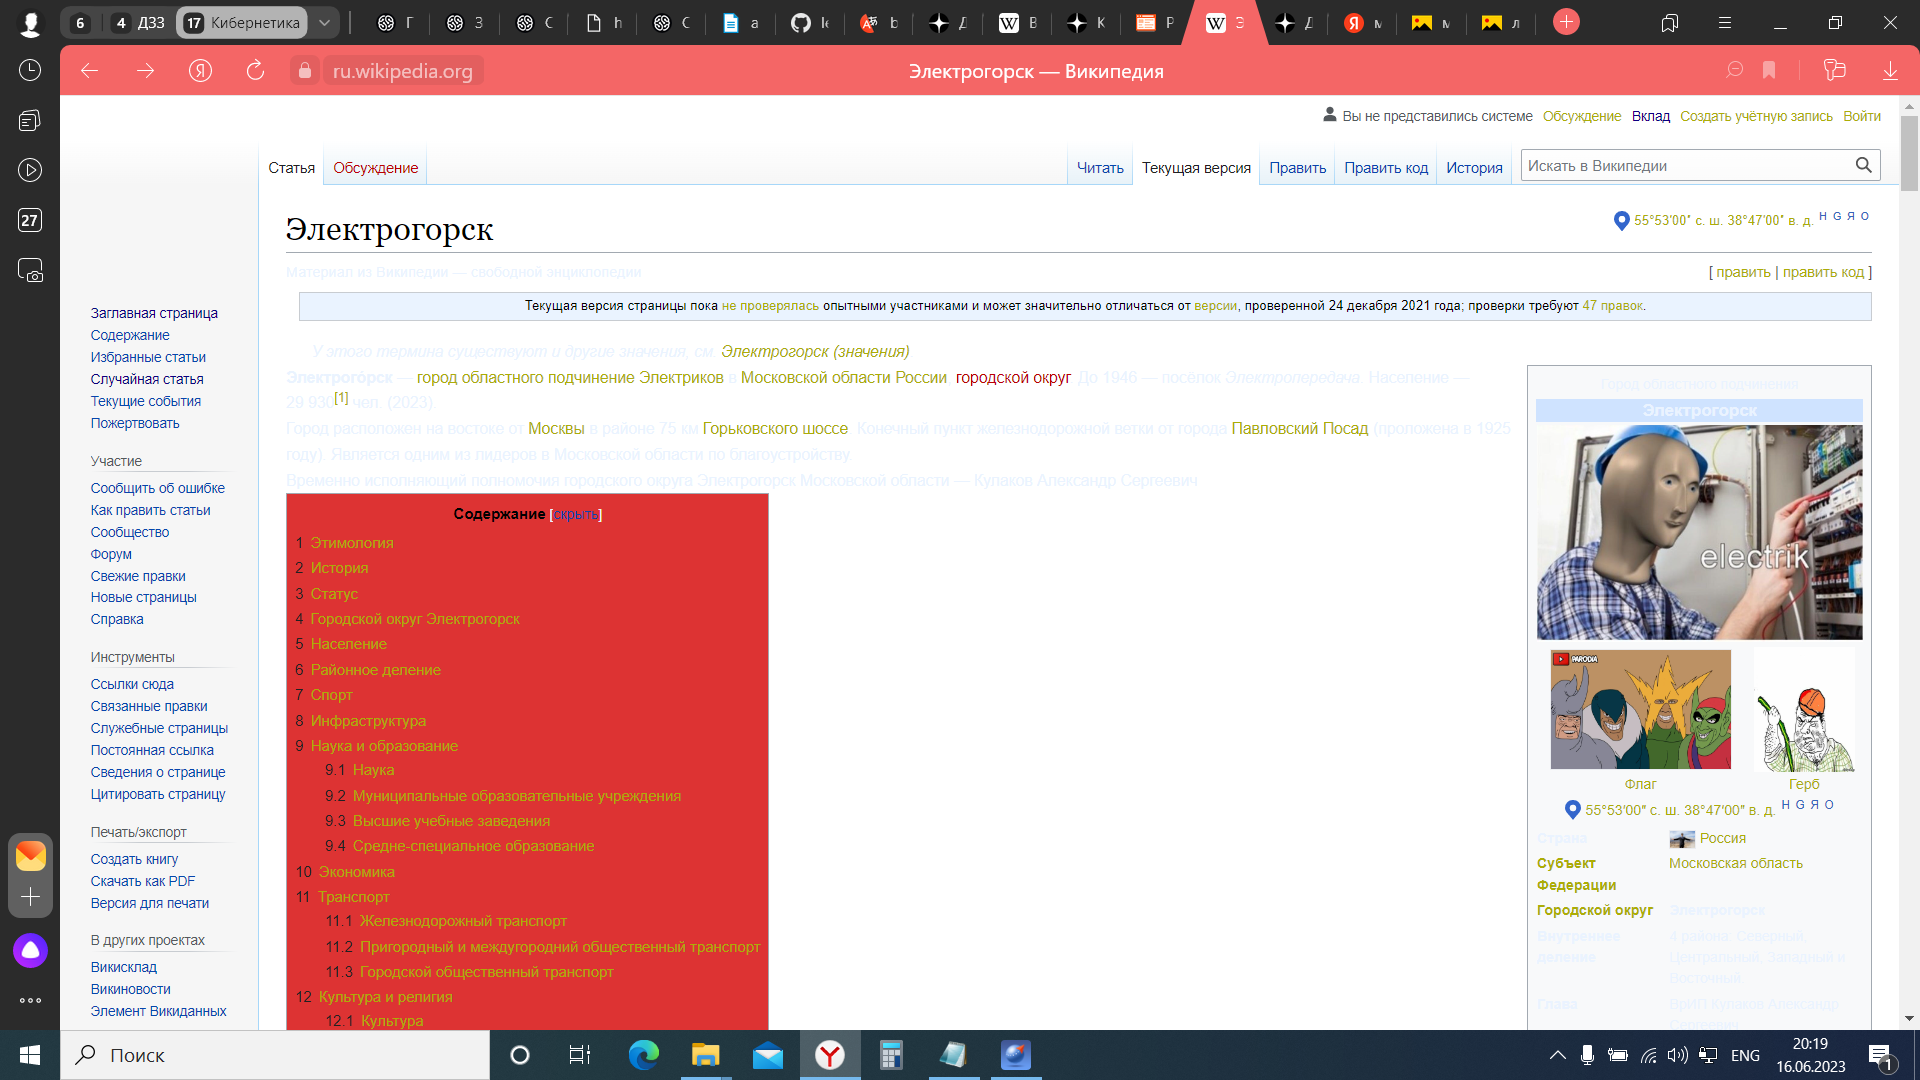 6
4 ДЗ3
17 Кибернетика
Г
З
С
h
С
а
le
b
Д
В
К
Р
Э
Д
м
м
л
ru.wikipedia.org
Электрогорск — Википедия
27
Вы не представились системе Обсуждение Вклад Создать учётную запись Войти
Статья Обсуждение Читать Текущая версия Править Править код История Искать в Википедии
Электрогорск
55°53′00″ с. ш. 38°47′00″ в. д. H G Я O
Материал из Википедии — свободной энциклопедии
[ править | править код ]
Текущая версия страницы пока не проверялась опытными участниками и может значительно отличаться от версии, проверенной 24 декабря 2021 года; проверки требуют 47 правок.
У этого термина существуют и другие значения, см. Электрогорск (значения)
Электрого́рск — город областного подчинение Электриков в Московской области России, городской округ. До 1946 — посёлок Электропередача. Население —
29 930[1] чел. (2023).
Город расположен на востоке от Москвы в районе 75 км Горьковского шоссе. Конечный пункт железнодорожной ветки от города Павловский Посад (проложена в 1925
году). Является одним из лидеров в Московской области по благоустройству.
Временно исполняющий полномочия городского округа Электрогорск Московской области — Кулаков Александр Сергеевич
Содержание [скрыть]
1 Этимология
2 История
3 Статус
4 Городской округ Электрогорск
5 Население
6 Районное деление
7 Спорт
8 Инфраструктура
9 Наука и образование
9.1 Наука
9.2 Муниципальные образовательные учреждения
9.3 Высшие учебные заведения
9.4 Средне-специальное образование
10 Экономика
11 Транспорт
11.1 Железнодорожный транспорт
11.2 Пригородный и междугородний общественный транспорт
11.3 Городской общественный транспорт
12 Культура и религия
12.1 Культура
Заглавная страница
Содержание
Избранные статьи
Случайная статья
Текущие события
Пожертвовать
Участие
Сообщить об ошибке
Как править статьи
Сообщество
Форум
Свежие правки
Новые страницы
Справка
Инструменты
Ссылки сюда
Связанные правки
Служебные страницы
Постоянная ссылка
Сведения о странице
Цитировать страницу
Печать/экспорт
Создать книгу
Скачать как PDF
Версия для печати
В других проектах
Викисклад
Викиновости
Элемент Викиданных
Город областного подчинения
Электрогорск
electrik
PARODIA
Флаг Герб
55°53′00″ с. ш. 38°47′00″ в. д. H G Я O
Страна Россия
Субъект Московская область
Федерации
Городской округ Электрогорск
Внутреннее 4 района: Северный,
деление Центральный, Западный и
Восточный
Глава ВрИП Кулаков Александр
Сергеевич
Поиск
ENG
20:19
16.06.2023
1